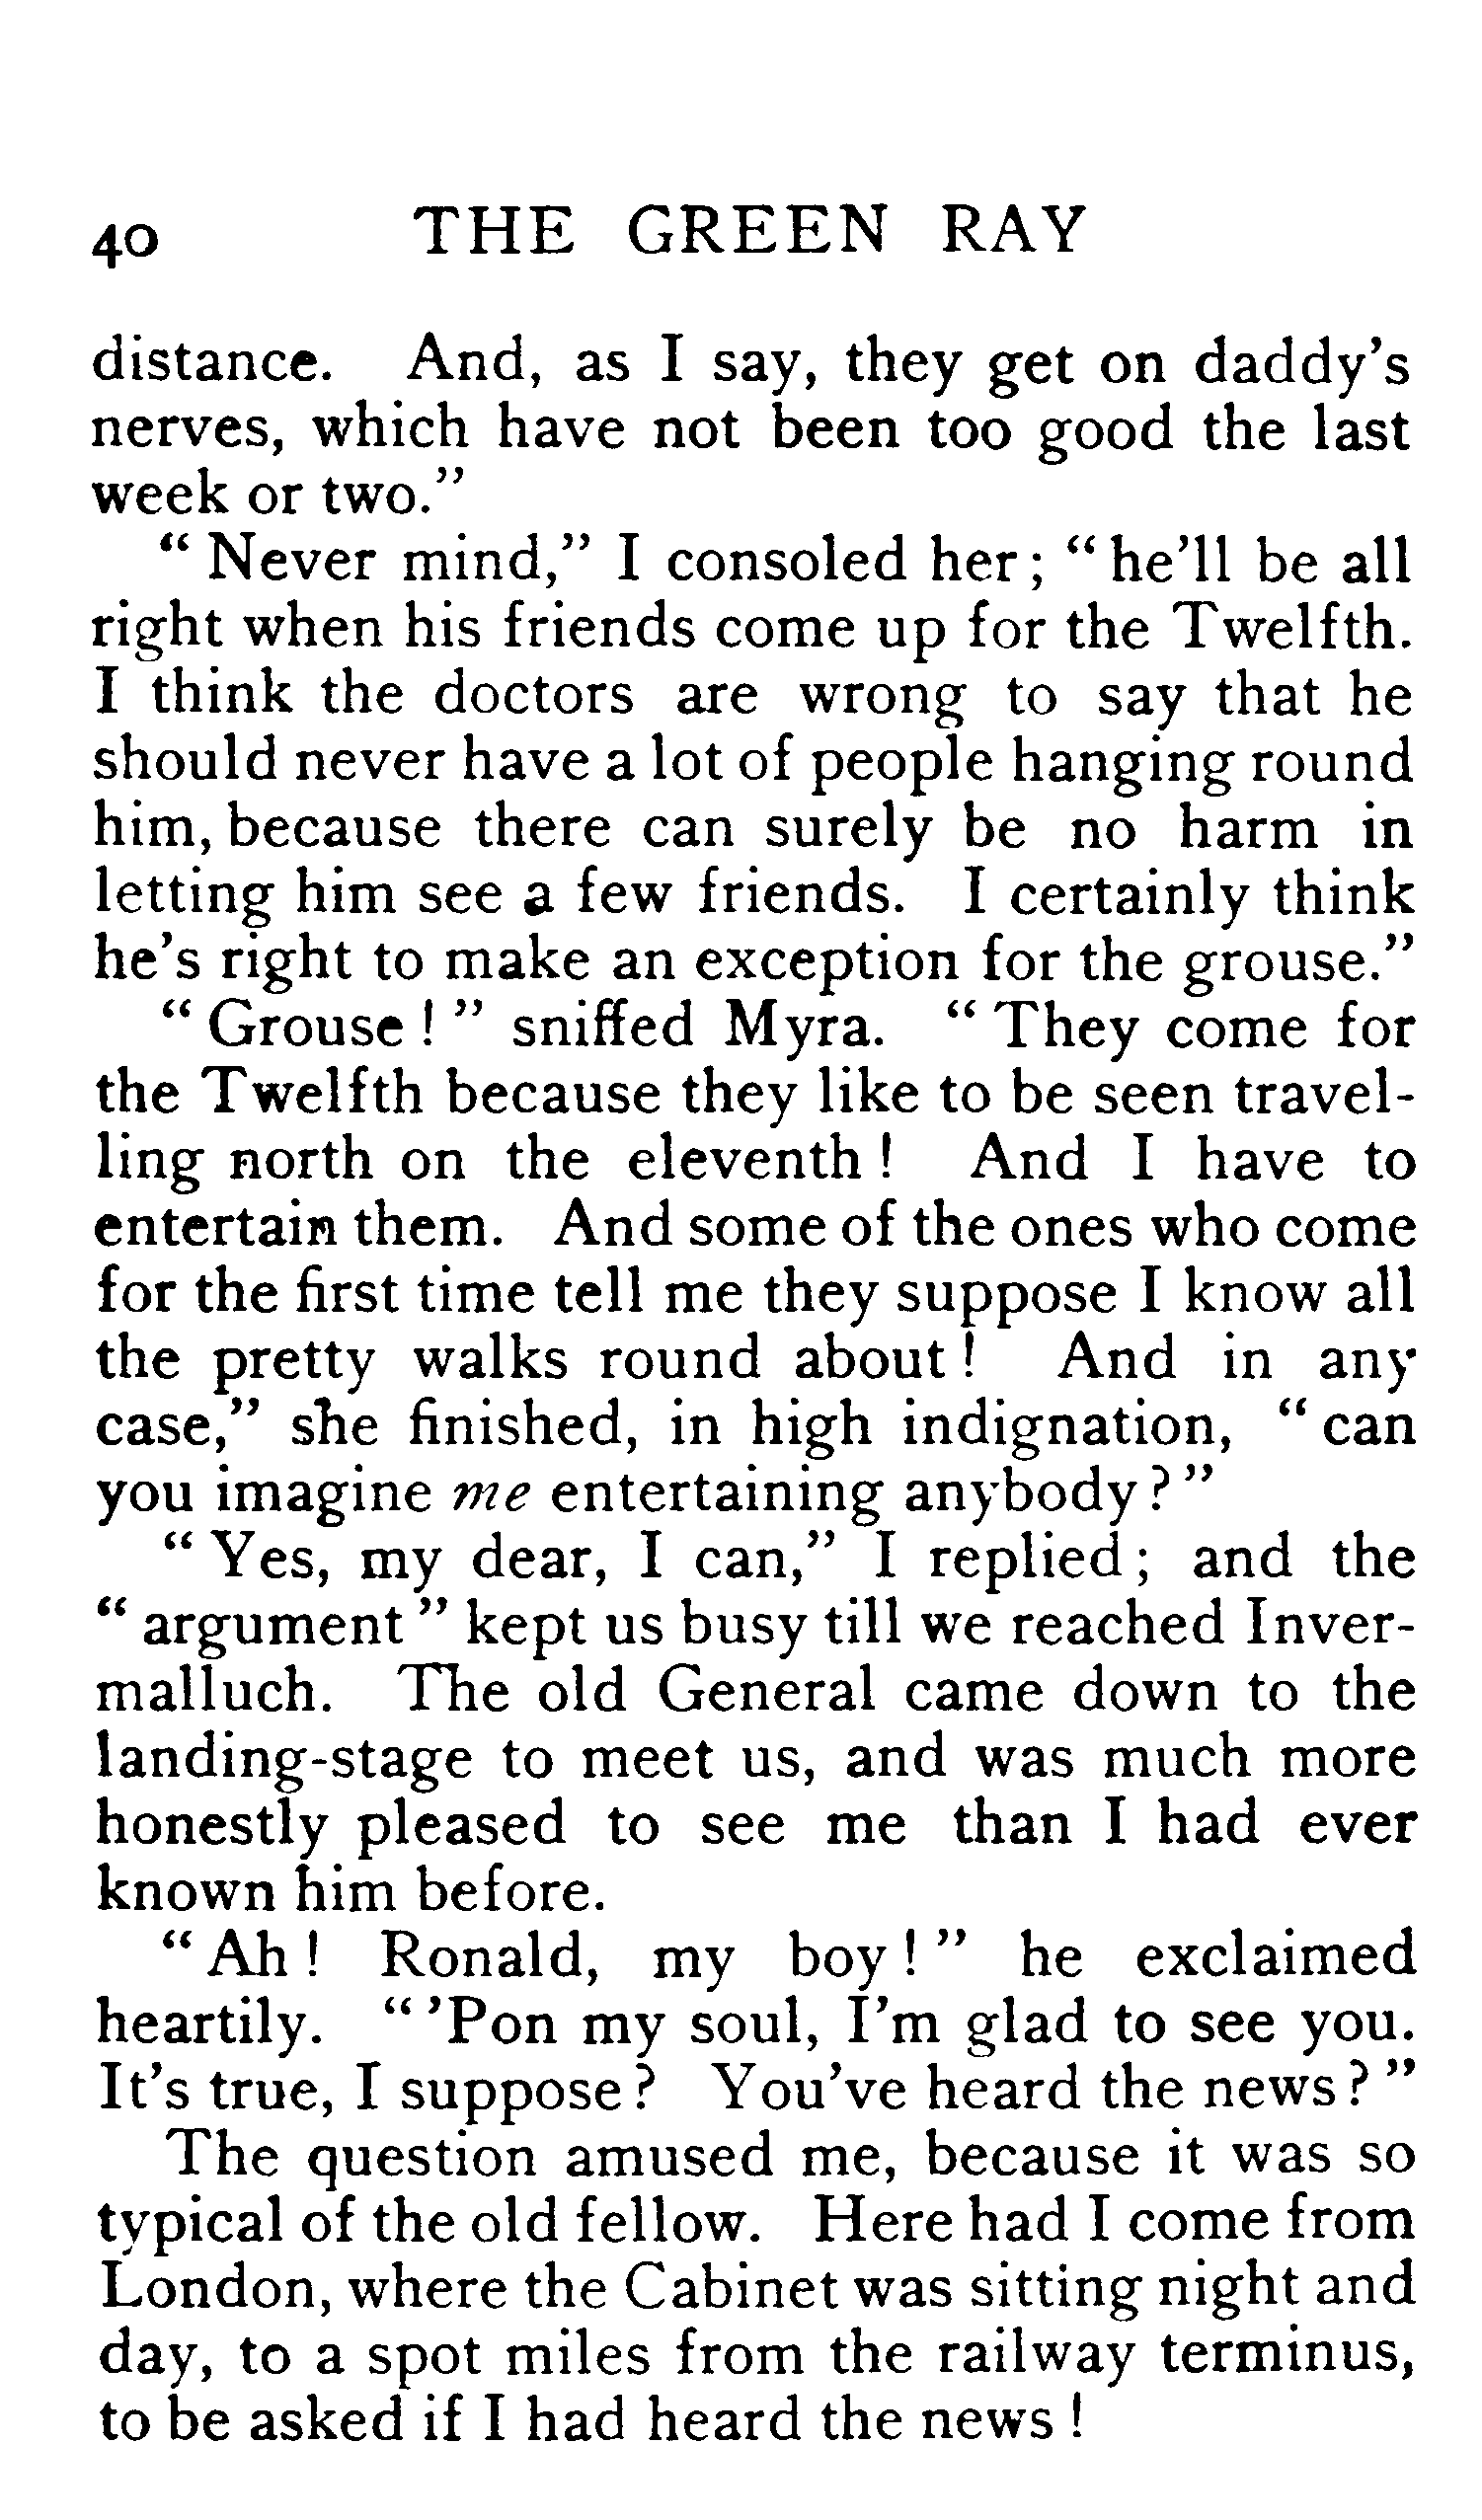 40 THE GREEN RAY
distance. And, as I say, they get on daddy's
nerves, which have not been too good the last
week or two."
" Never mind," I consoled her; "he'll be all
right when his friends come up for the Twelfth.
I think the doctors are wrong to say that he
should never have a lot of people hanging round
him, because there can surely be no harm in
letting him see a few friends. I certainly think
he's right to make an exception for the grouse."
" Grouse ! " sniffed Myra. " They come for
the Twelfth because they like to be seen travel-
ling north on the eleventh ! And I have to
entertain them. And some of the ones who come
for the first time tell me they suppose I know all
the pretty walks round about ! And in any
case," she finished, in high indignation, " can
you imagine me entertaining anybody ? "
" Yes, my dear, I can," I replied; and the
" argument " kept us busy till we reached Inver-
malluch. The old General came down to the
landing-stage to meet us, and was much more
honestly pleased to see me than I had ever
known him before.
" Ah ! Ronald, my boy ! " he exclaimed
heartily. " 'Pon my soul, I'm glad to see you.
It's true, I suppose ? You've heard the news ? "
The question amused me, because it was so
typical of the old fellow. Here had I come from
London, where the Cabinet was sitting night and
day, to a spot miles from the railway terminus,
to be asked if I had heard the news !